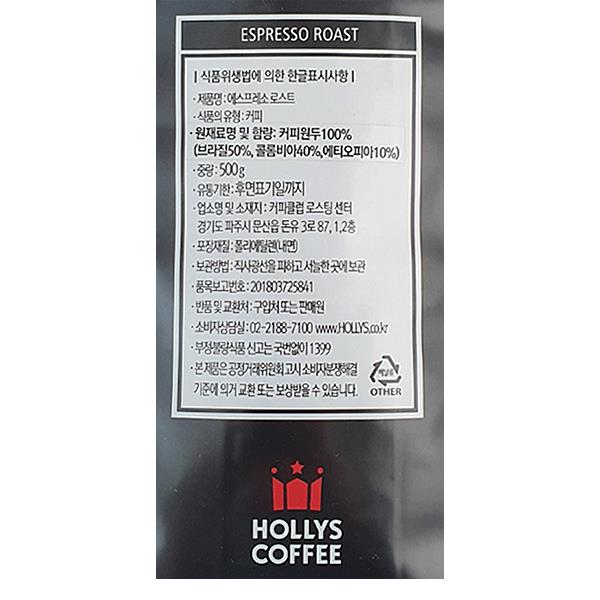 ESPRESSO ROAST
| 식품위생법에 의한 한글표시사항 |
· 제품명 : 에스프레소 로스트
· 식품의 유형 : 커피
· 원재료명 및 함량: 커피원두100%
(브라질50%, 콜롬비아40%,에티오피아10%)
· 중량 : 500 g
· 유통기한 : 후면표기일까지
· 업소명 및 소재지 : 커피클럽 로스팅 센터
경기도 파주시 문산읍 돈유 3로 87, 1,2층
· 포장재질 : 폴리에틸렌(내면)
· 보관방법 : 직사광선을 피하고 서늘한 곳에 보관
· 품목보고번호 : 201803725841
· 반품 및 교환처 : 구입처 또는 판매원
· 소비자상담실 : 02-2188-7100 www.HOLLYS.co.kr
· 부정·불량식품 신고는 국번없이 1399
· 본 제품은 공정거래위원회 고시 소비자분쟁해결
기준에 의거 교환 또는 보상받을 수 있습니다.
OTHER
HOLLYS
COFFEE